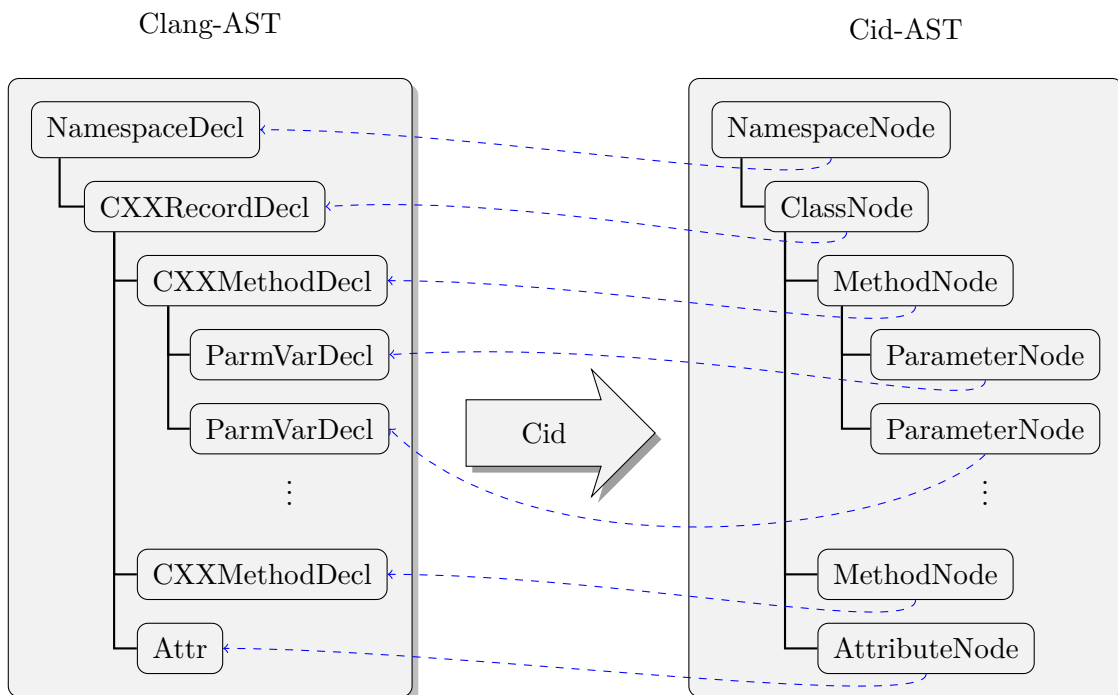 Clang-AST
NamespaceDecl
CXXRecordDecl
CXXMethodDecl
ParmVarDecl
ParmVarDecl
⋮
CXXMethodDecl
Attr
Cid
Cid-AST
NamespaceNode
ClassNode
MethodNode
ParameterNode
ParameterNode
⋮
MethodNode
AttributeNode